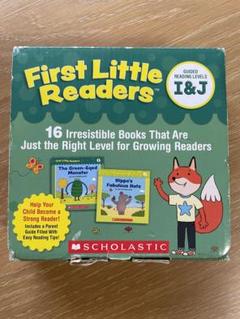 First Little
Readers™
GUIDED
READING LEVELS
I&J
16 Irresistible Books That Are
Just the Right Level for Growing Readers
The Green-Eyed
Monster
Hippo's
Fabulous Hats
Help Your
Child Become a
Strong Reader!
Includes a Parent
Guide Filled With
Easy Reading Tips!
SCHOLASTIC